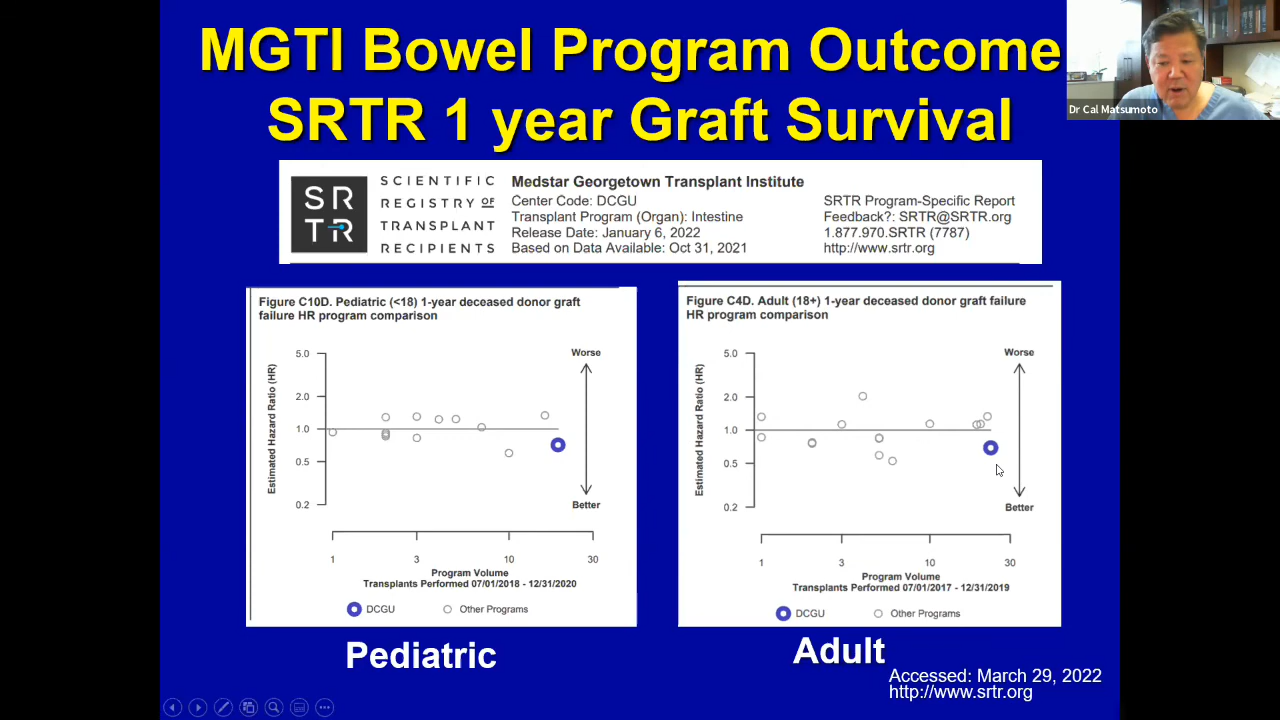 MGTI Bowel Program Outcome
SRTR 1 year Graft Survival
Dr Cal Matsumoto
SR
TR
SCIENTIFIC
REGISTRY OF
TRANSPLANT
RECIPIENTS
Medstar Georgetown Transplant Institute
Center Code: DCGU
Transplant Program (Organ): Intestine
Release Date: January 6, 2022
Based on Data Available: Oct 31, 2021
SRTR Program-Specific Report
Feedback?: SRTR@SRTR.org
1.877.970.SRTR (7787)
http://www.srtr.org
Figure C10D. Pediatric (<18) 1-year deceased donor graft
failure HR program comparison
Estimated Hazard Ratio (HR)
5.0
2.0
1.0
0.5
0.2
Worse
Better
1 3 10 30
Program Volume
Transplants Performed 07/01/2018 - 12/31/2020
DCGU Other Programs
Pediatric
Figure C4D. Adult (18+) 1-year deceased donor graft failure
HR program comparison
Estimated Hazard Ratio (HR)
5.0
2.0
1.0
0.5
0.2
Worse
Better
1 3 10 30
Program Volume
Transplants Performed 07/01/2017 - 12/31/2019
DCGU Other Programs
Adult
Accessed: March 29, 2022
http://www.srtr.org